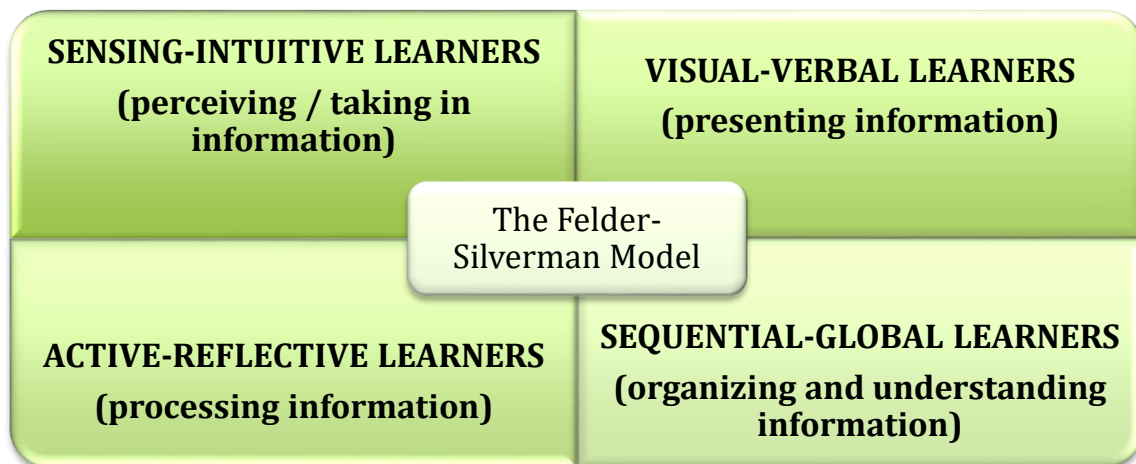 SENSING-INTUITIVE LEARNERS
(perceiving / taking in
information)
VISUAL-VERBAL LEARNERS
(presenting information)
The Felder-
Silverman Model
ACTIVE-REFLECTIVE LEARNERS
(processing information)
SEQUENTIAL-GLOBAL LEARNERS
(organizing and understanding
information)